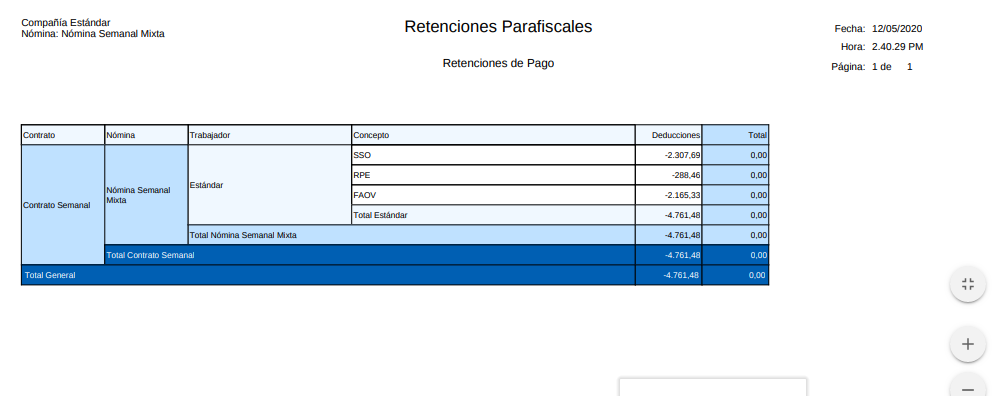 Compañía Estándar
Nómina: Nómina Semanal Mixta
Retenciones Parafiscales
Retenciones de Pago
Fecha: 12/05/2020
Hora: 2.40.29 PM
Página: 1 de 1
Contrato Nómina Trabajador Concepto Deducciones Total
Contrato Semanal Nómina Semanal Mixta Estándar SSO -2.307,69 0,00
RPE -288,46 0,00
FAOV -2.165,33 0,00
Total Estándar -4.761,48 0,00
Total Nómina Semanal Mixta -4.761,48 0,00
Total Contrato Semanal -4.761,48 0,00
Total General -4.761,48 0,00